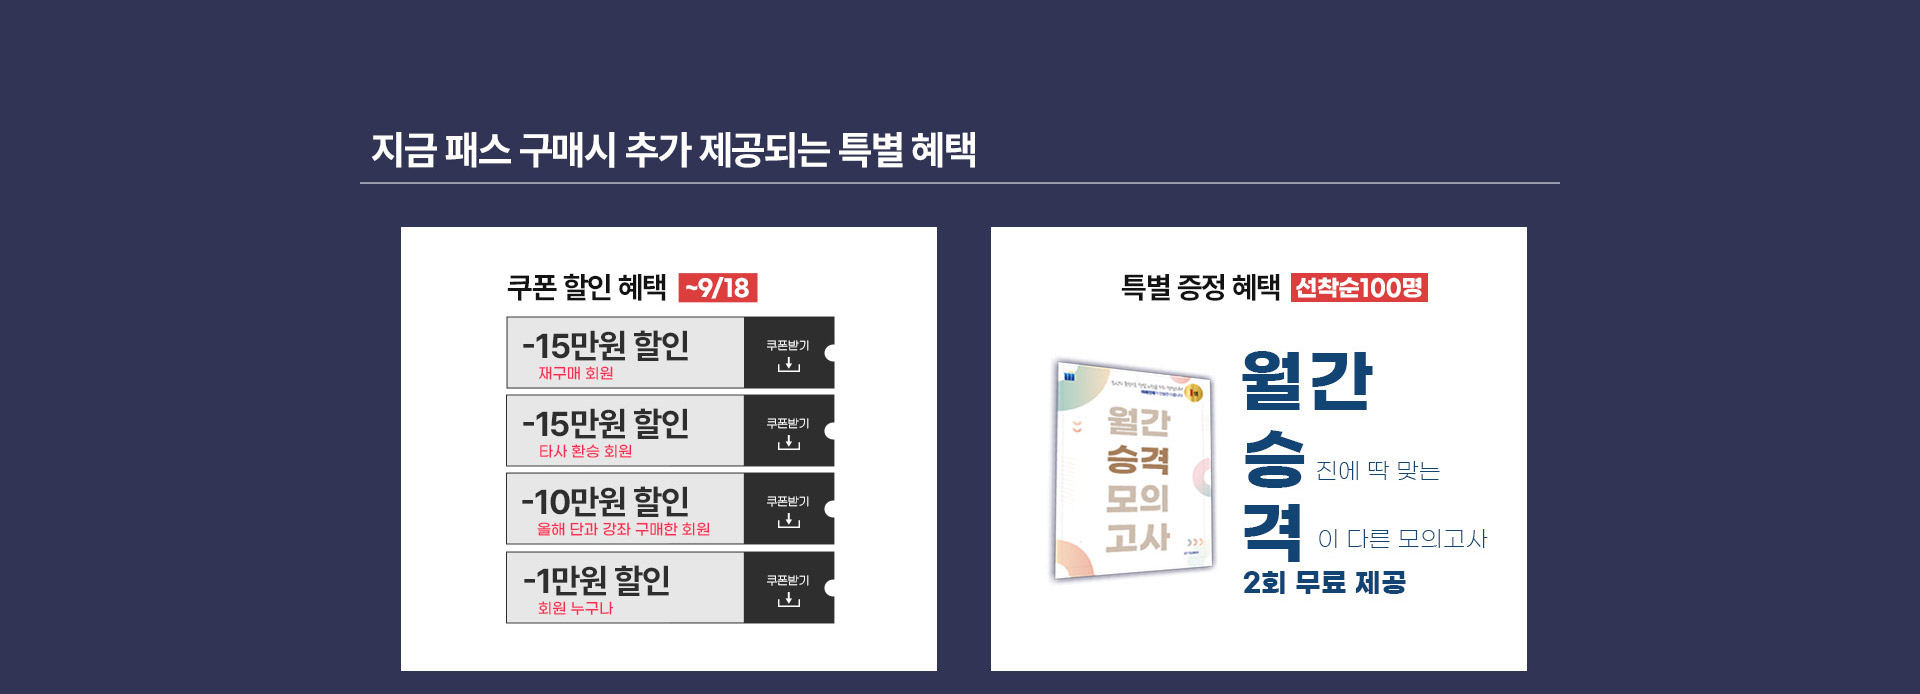 지금 패스 구매시 추가 제공되는 특별 혜택
쿠폰 할인 혜택 ~9/18
-15만원 할인
재구매 회원
쿠폰받기
-15만원 할인
타사 환승 회원
쿠폰받기
-10만원 할인
올해 단과 강좌 구매한 회원
쿠폰받기
-1만원 할인
회원 누구나
쿠폰받기
특별 증정 혜택 선착순100명
월간
승격
모의
고사
월간
승진에 딱 맞는
격이 다른 모의고사
2회 무료 제공